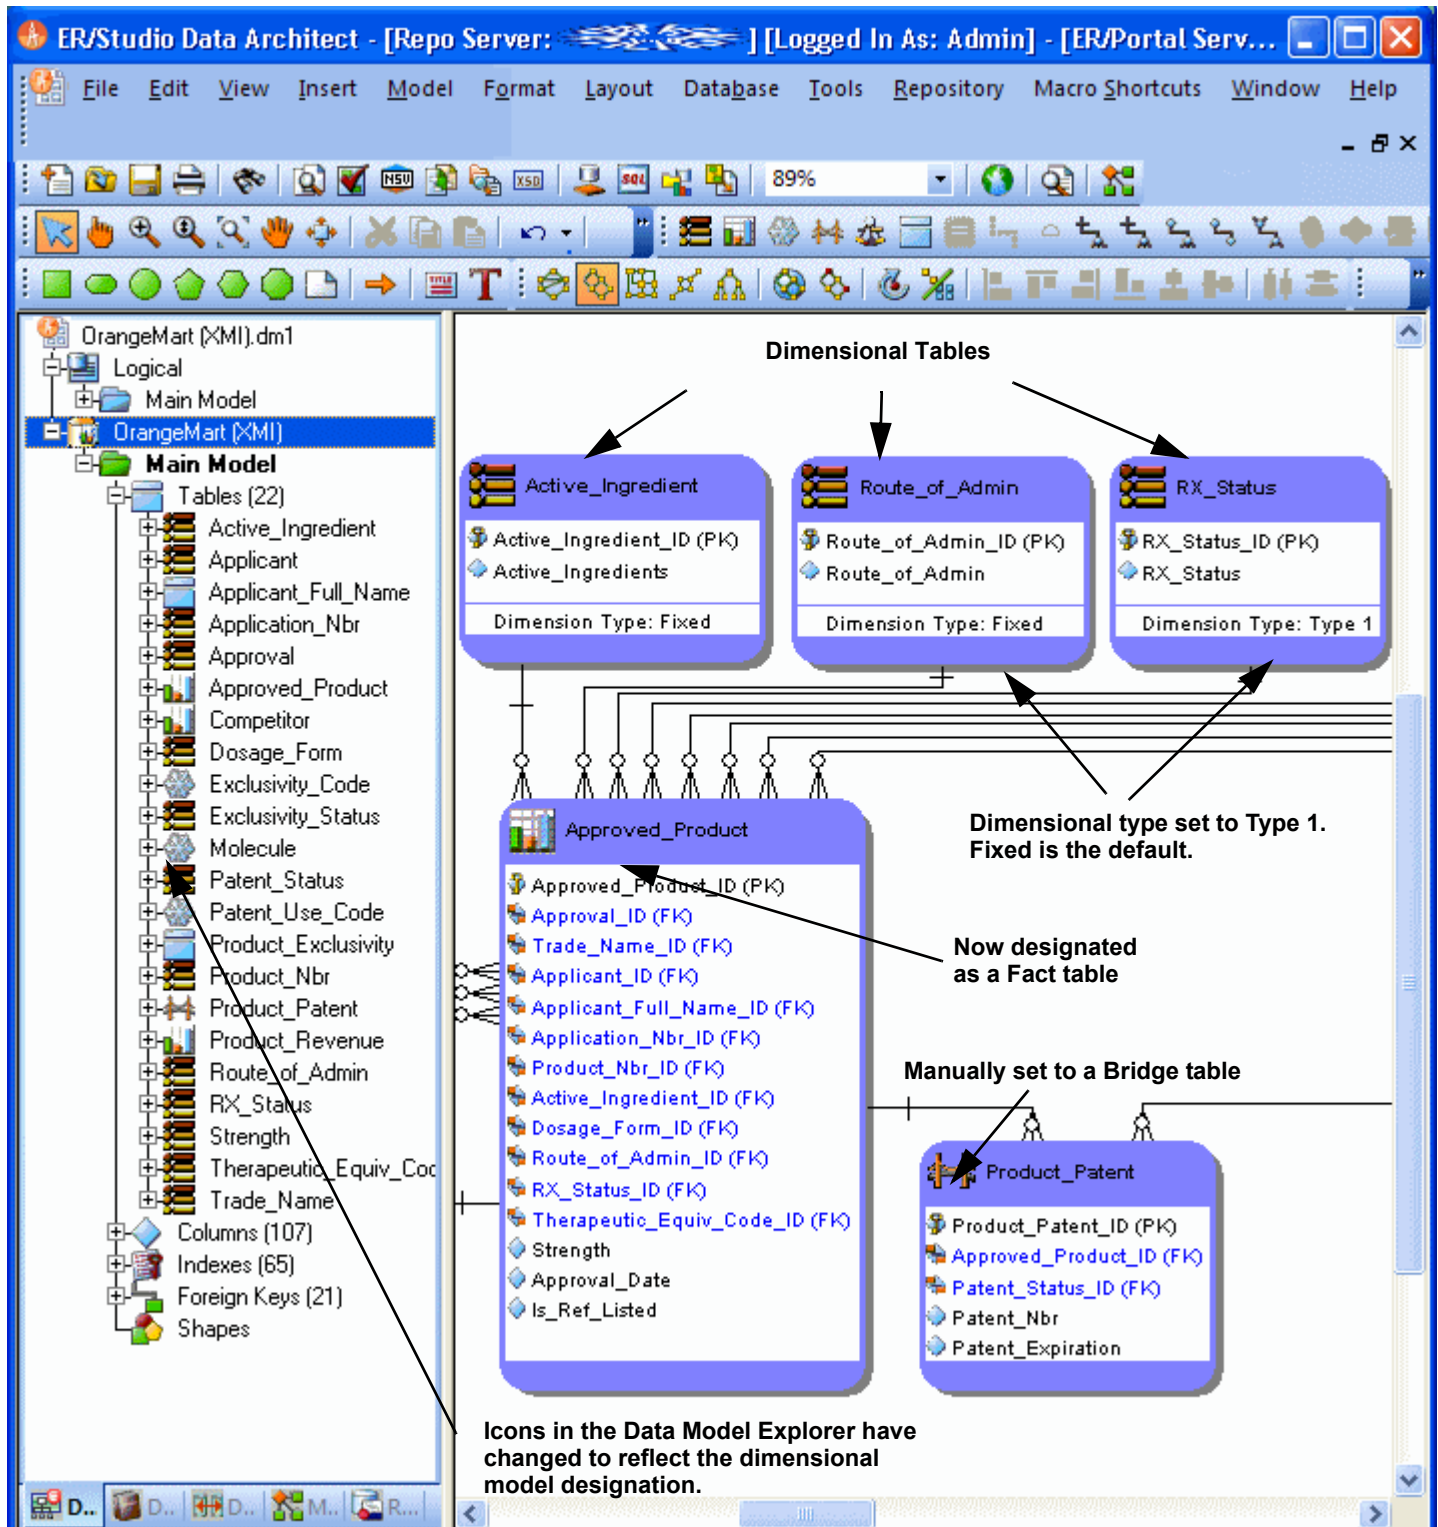 ER/Studio Data Architect - [Repo Server: ] [Logged In As: Admin] - [ER/Portal Serv...
File Edit View Insert Model Format Layout Database Tools Repository Macro Shortcuts Window Help
NSU XSD SQL 89%
TITLE T
OrangeMart (XMI).dm1
Logical
Main Model
OrangeMart (XMI)
Main Model
Tables (22)
Active_Ingredient
Applicant
Applicant_Full_Name
Application_Nbr
Approval
Approved_Product
Competitor
Dosage_Form
Exclusivity_Code
Exclusivity_Status
Molecule
Patent_Status
Patent_Use_Code
Product_Exclusivity
Product_Nbr
Product_Patent
Product_Revenue
Route_of_Admin
RX_Status
Strength
Therapeutic_Equiv_Coc
Trade_Name
Columns (107)
Indexes (65)
Foreign Keys (21)
Shapes
D.. D.. D.. M.. R...
Dimensional Tables
Active_Ingredient
Active_Ingredient_ID (PK)
Active_Ingredients
Dimension Type: Fixed
Route_of_Admin
Route_of_Admin_ID (PK)
Route_of_Admin
Dimension Type: Fixed
RX_Status
RX_Status_ID (PK)
RX_Status
Dimension Type: Type 1
Dimensional type set to Type 1.
Fixed is the default.
Approved_Product
Approved_Product_ID (PK)
Approval_ID (FK)
Trade_Name_ID (FK)
Applicant_ID (FK)
Applicant_Full_Name_ID (FK)
Application_Nbr_ID (FK)
Product_Nbr_ID (FK)
Active_Ingredient_ID (FK)
Dosage_Form_ID (FK)
Route_of_Admin_ID (FK)
RX_Status_ID (FK)
Therapeutic_Equiv_Code_ID (FK)
Strength
Approval_Date
Is_Ref_Listed
Now designated
as a Fact table
Manually set to a Bridge table
Product_Patent
Product_Patent_ID (PK)
Approved_Product_ID (FK)
Patent_Status_ID (FK)
Patent_Nbr
Patent_Expiration
Icons in the Data Model Explorer have
changed to reflect the dimensional
model designation.